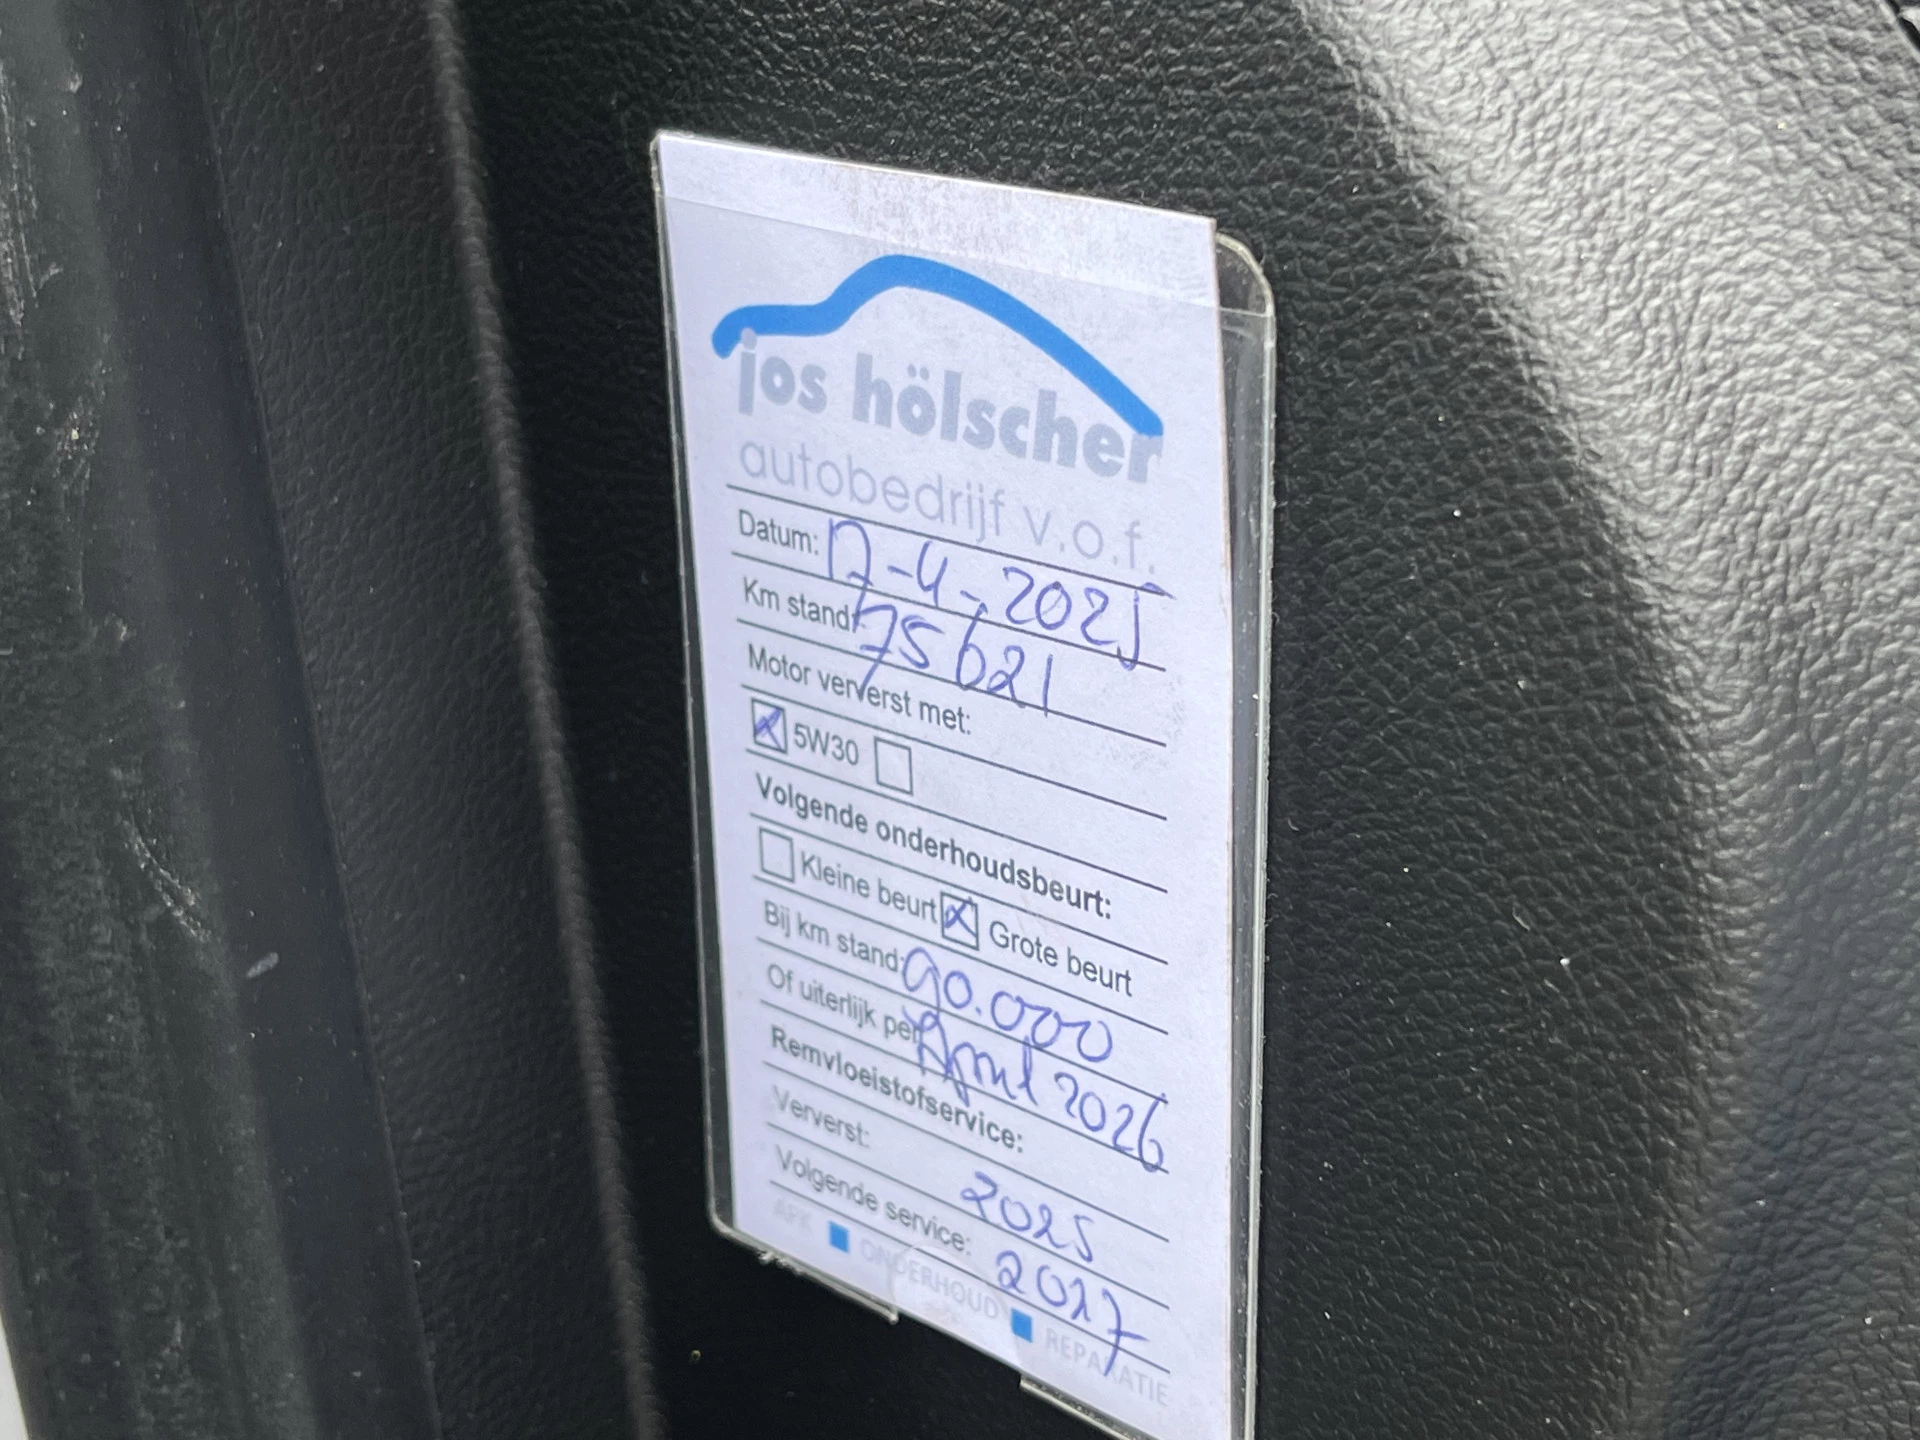 jos hölscher
autobedrijf v.o.f.
Datum: 17-4-2025
Km stand: 75621
Motor ververst met:
5W30
Volgende onderhoudsbeurt:
Kleine beurt Grote beurt
Bij km stand: 90.000
Of uiterlijk per April 2026
Remvloeistofservice:
Ververst: 2025
Volgende service: 2027
APK ONDERHOUD REPARATIE